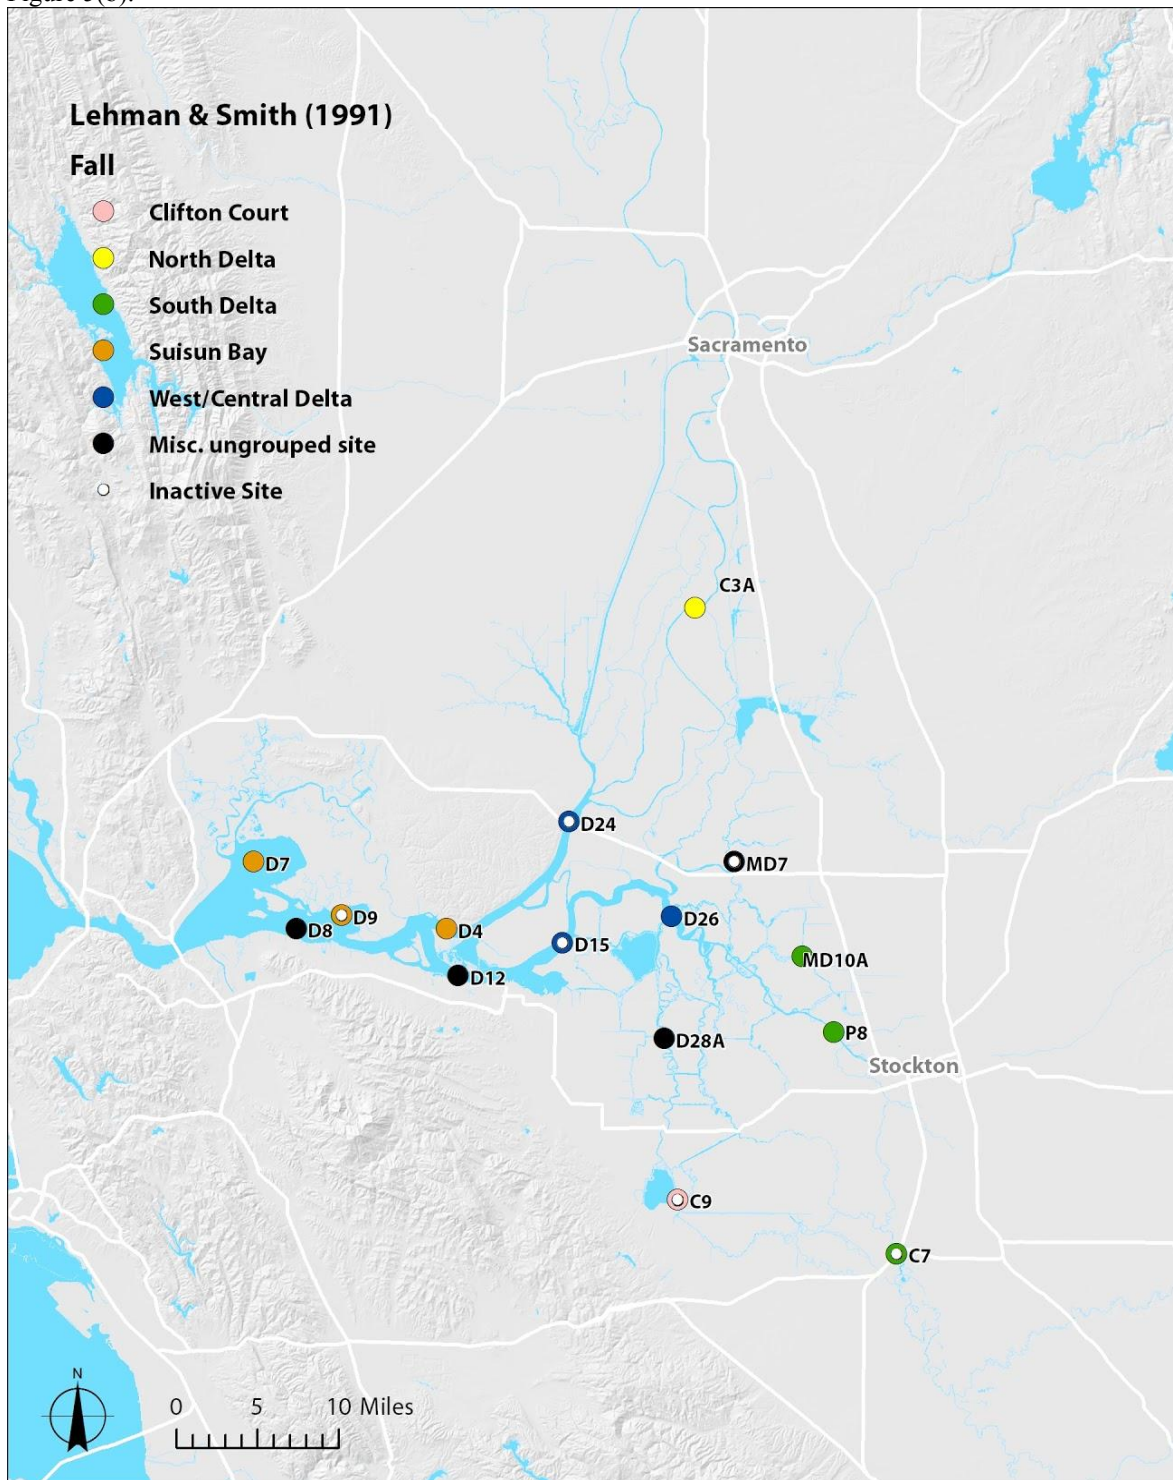 Figure 3(b).
Lehman & Smith (1991)
Fall
Clifton Court
North Delta
South Delta
Suisun Bay
West/Central Delta
Misc. ungrouped site
Inactive Site
Sacramento
C3A
D24
MD7
D7
D9
D8
D4
D26
D15
D12
MD10A
P8
D28A
Stockton
C9
C7
N
0 5 10 Miles